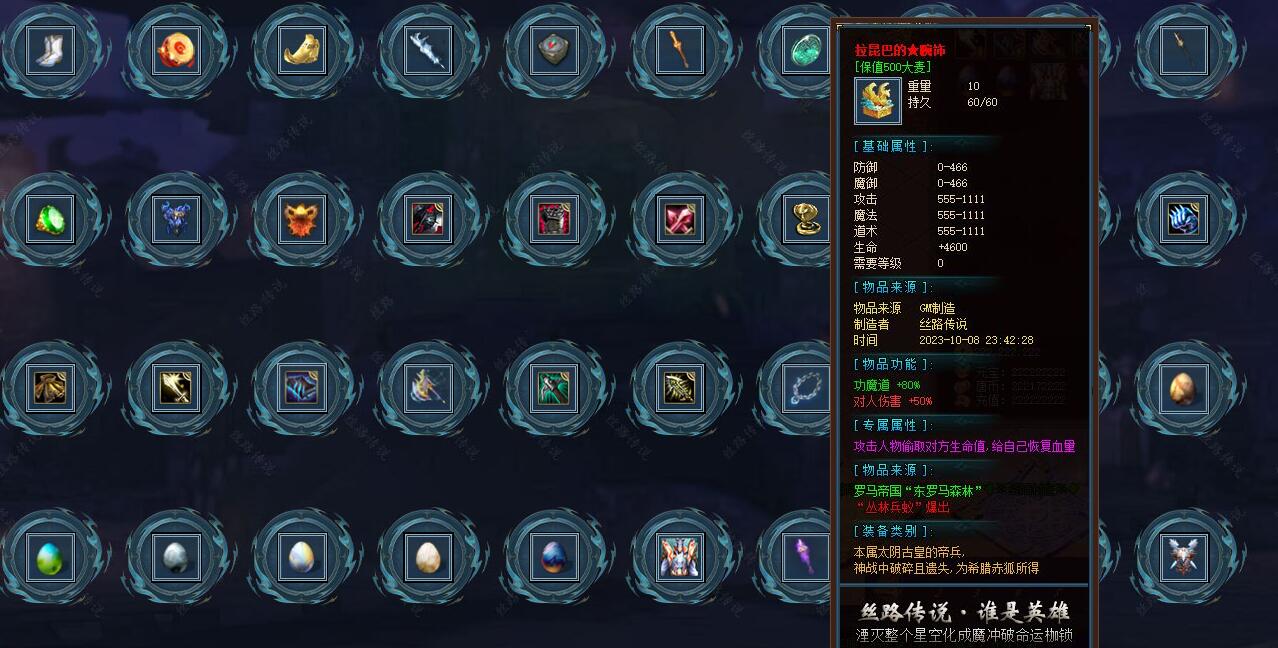 拉昆巴的★腕饰
[保值500大麦]
重量 10
持久 60/60
[基础属性]:
防御 0-466
魔御 0-466
攻击 555-1111
魔法 555-1111
道术 555-1111
生命 +4600
需要等级 0
[物品来源]:
物品来源 GM制造
制造者 丝路传说
时间 2023-10-08 23:42:28
[物品功能]:
功魔道 +80%
对人伤害 +50%
[专属属性]:
攻击人物偷取对方生命值,给自己恢复血量
[物品来源]:
罗马帝国“东罗马森林”
“丛林兵蚁”爆出
[装备类别]:
本属太阴古皇的帝兵,
神战中破碎且遗失,为希腊赤狐所得
丝路传说·谁是英雄
湮灭整个星空化成魔冲破命运枷锁